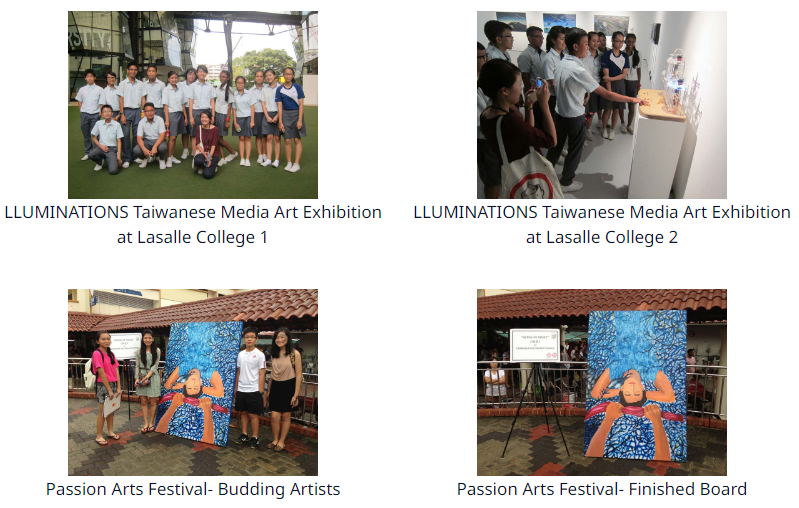 LLUMINATIONS Taiwanese Media Art Exhibition
at Lasalle College 1
LLUMINATIONS Taiwanese Media Art Exhibition
at Lasalle College 2
Passion Arts Festival- Budding Artists
Passion Arts Festival- Finished Board